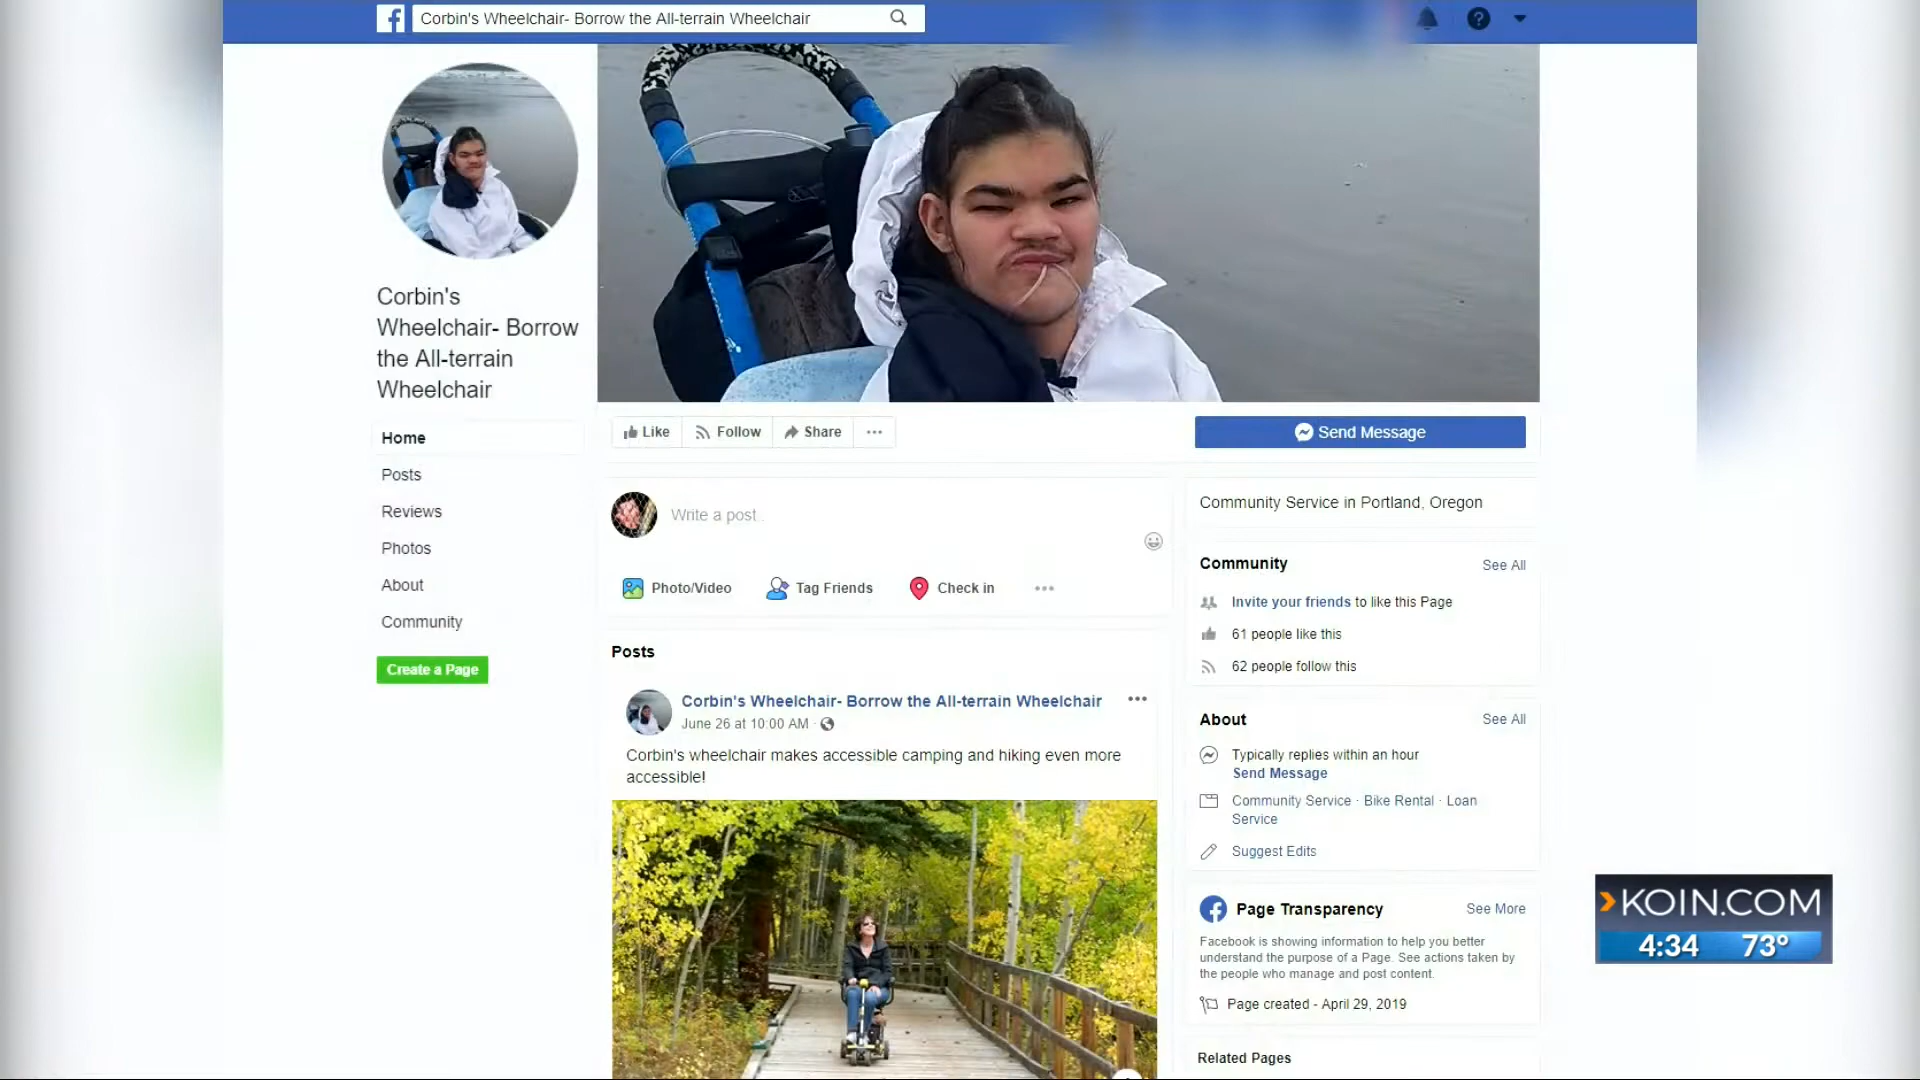 Corbin's Wheelchair- Borrow the All-terrain Wheelchair
Corbin's
Wheelchair- Borrow
the All-terrain
Wheelchair
Home
Posts
Reviews
Photos
About
Community
Create a Page
Like
Follow
Share
Send Message
Write a post..
Photo/Video
Tag Friends
Check in
Posts
Corbin's Wheelchair- Borrow the All-terrain Wheelchair
June 26 at 10:00 AM ·
Corbin's wheelchair makes accessible camping and hiking even more
accessible!
Community Service in Portland, Oregon
Community
See All
Invite your friends to like this Page
61 people like this
62 people follow this
About
See All
Typically replies within an hour
Send Message
Community Service · Bike Rental · Loan
Service
Suggest Edits
Page Transparency
See More
Facebook is showing information to help you better
understand the purpose of a Page. See actions taken by
the people who manage and post content.
Page created - April 29, 2019
Related Pages
KOIN.COM
4:34 73°